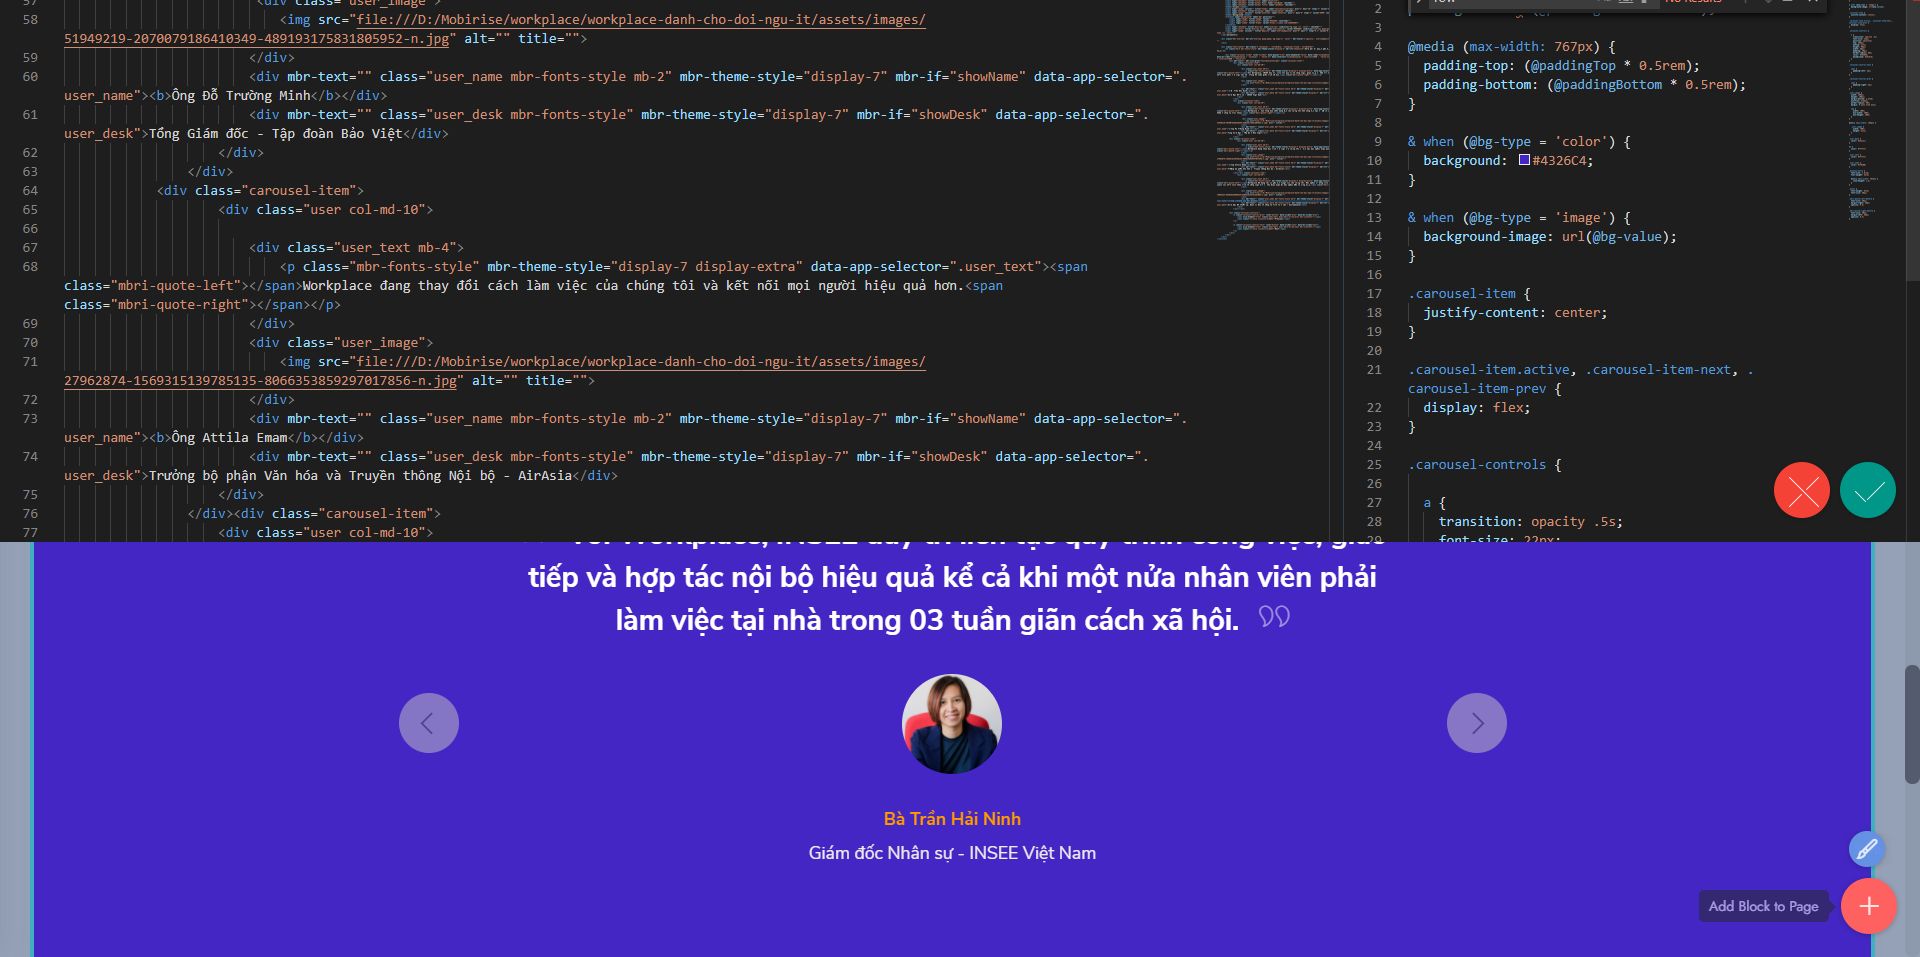 57 <div class="user_image">
58 <img src="file:///D:/Mobirise/workplace/workplace-danh-cho-doi-ngu-it/assets/images/
51949219-2070079186410349-489193175831805952-n.jpg" alt="" title="">
59 </div>
60 <div mbr-text="" class="user_name mbr-fonts-style mb-2" mbr-theme-style="display-7" mbr-if="showName" data-app-selector=".
user_name"><b>Ông Đỗ Trường Minh</b></div>
61 <div mbr-text="" class="user_desk mbr-fonts-style" mbr-theme-style="display-7" mbr-if="showDesk" data-app-selector=".
user_desk">Tổng Giám đốc - Tập đoàn Bảo Việt</div>
62 </div>
63 </div>
64 <div class="carousel-item">
65 <div class="user col-md-10">
66
67 <div class="user_text mb-4">
68 <p class="mbr-fonts-style" mbr-theme-style="display-7 display-extra" data-app-selector=".user_text"><span
class="mbri-quote-left"></span>Workplace đang thay đổi cách làm việc của chúng tôi và kết nối mọi người hiệu quả hơn.<span
class="mbri-quote-right"></span></p>
69 </div>
70 <div class="user_image">
71 <img src="file:///D:/Mobirise/workplace/workplace-danh-cho-doi-ngu-it/assets/images/
27962874-1569315139785135-8066353859297017856-n.jpg" alt="" title="">
72 </div>
73 <div mbr-text="" class="user_name mbr-fonts-style mb-2" mbr-theme-style="display-7" mbr-if="showName" data-app-selector=".
user_name"><b>Ông Attila Emam</b></div>
74 <div mbr-text="" class="user_desk mbr-fonts-style" mbr-theme-style="display-7" mbr-if="showDesk" data-app-selector=".
user_desk">Trưởng bộ phận Văn hóa và Truyền thông Nội bộ - AirAsia</div>
75 </div>
76 </div><div class="carousel-item">
77 <div class="user col-md-10">
No Results
2
3
4 @media (max-width: 767px) {
5 padding-top: (@paddingTop * 0.5rem);
6 padding-bottom: (@paddingBottom * 0.5rem);
7 }
8
9 & when (@bg-type = 'color') {
10 background: #4326C4;
11 }
12
13 & when (@bg-type = 'image') {
14 background-image: url(@bg-value);
15 }
16
17 .carousel-item {
18 justify-content: center;
19 }
20
21 .carousel-item.active, .carousel-item-next, .
carousel-item-prev {
22 display: flex;
23 }
24
25 .carousel-controls {
26
27 a {
28 transition: opacity .5s;
29 font-size: 22px;
Với Workplace, INSEE duy trì liên tục quy trình công việc, giao
tiếp và hợp tác nội bộ hiệu quả kể cả khi một nửa nhân viên phải
làm việc tại nhà trong 03 tuần giãn cách xã hội.
Bà Trần Hải Ninh
Giám đốc Nhân sự - INSEE Việt Nam
Add Block to Page